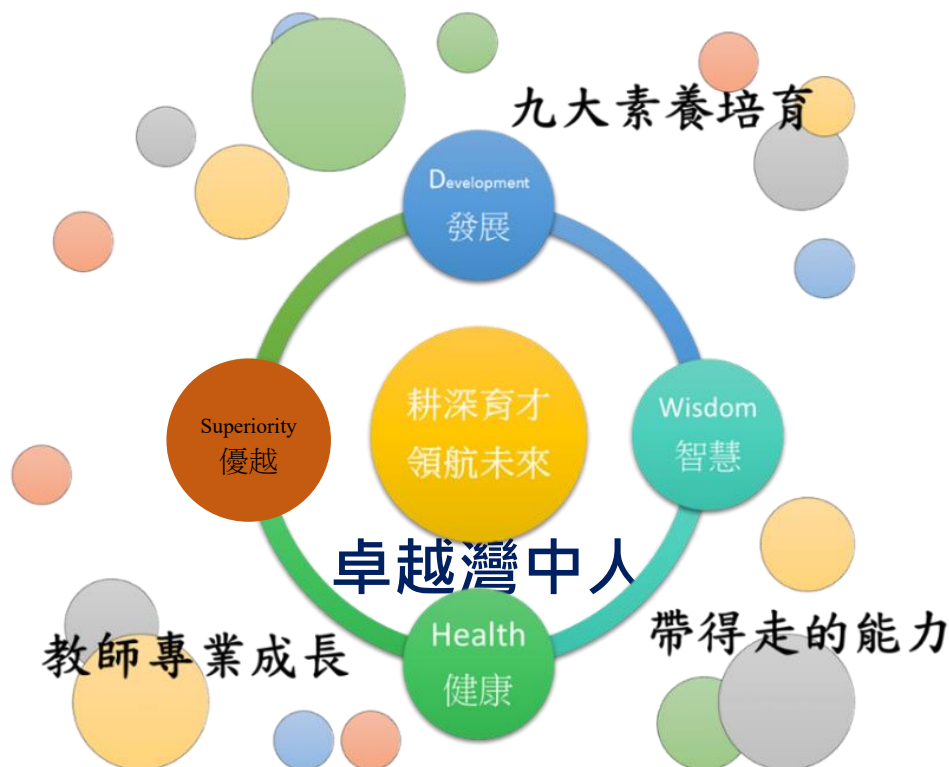 九大素養培育
Development
發展
Wisdom
智慧
Superiority
優越
耕深育才
領航未來
卓越灣中人
Health
健康
教師專業成長
帶得走的能力